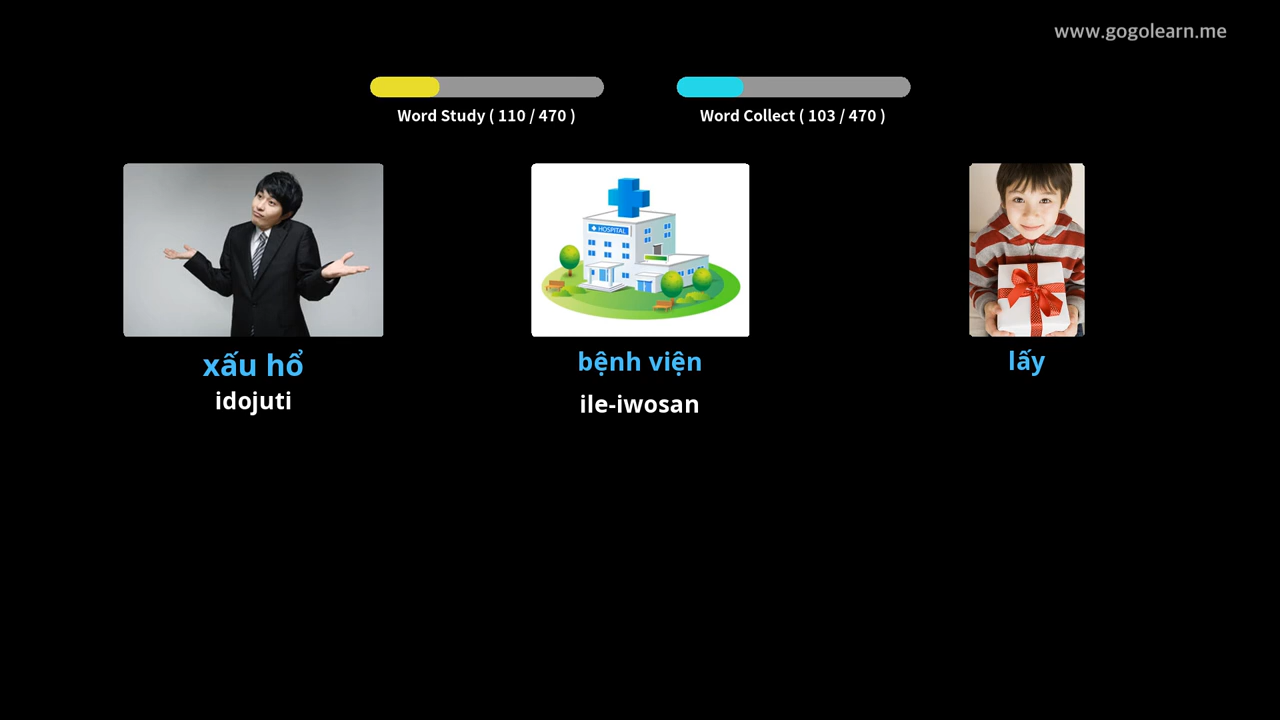 www.gogolearn.me
Word Study ( 110 / 470 )
Word Collect ( 103 / 470 )
HOSPITAL
xấu hổ
idojuti
bệnh viện
ile-iwosan
lấy